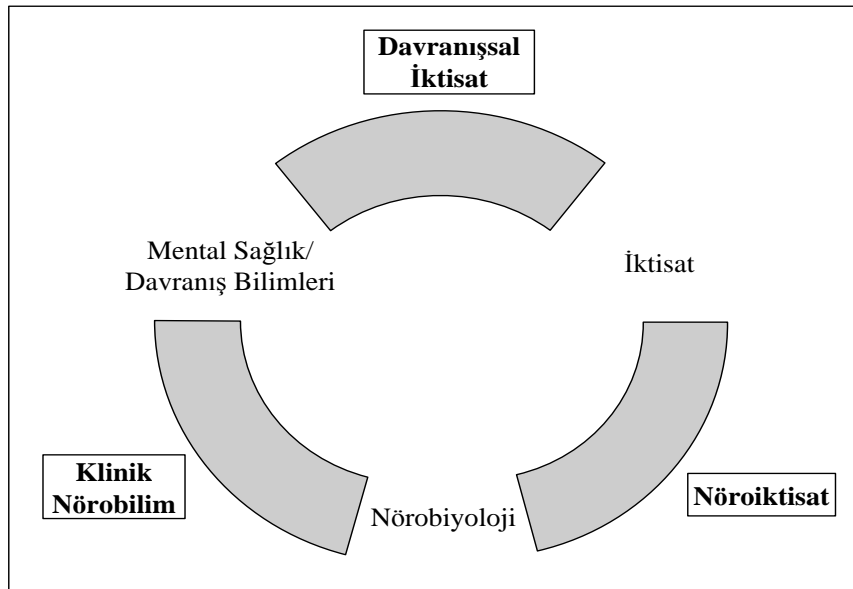 Davranışsal
İktisat
Mental Sağlık/
Davranış Bilimleri
İktisat
Klinik
Nörobilim
Nörobiyoloji
Nöroiktisat